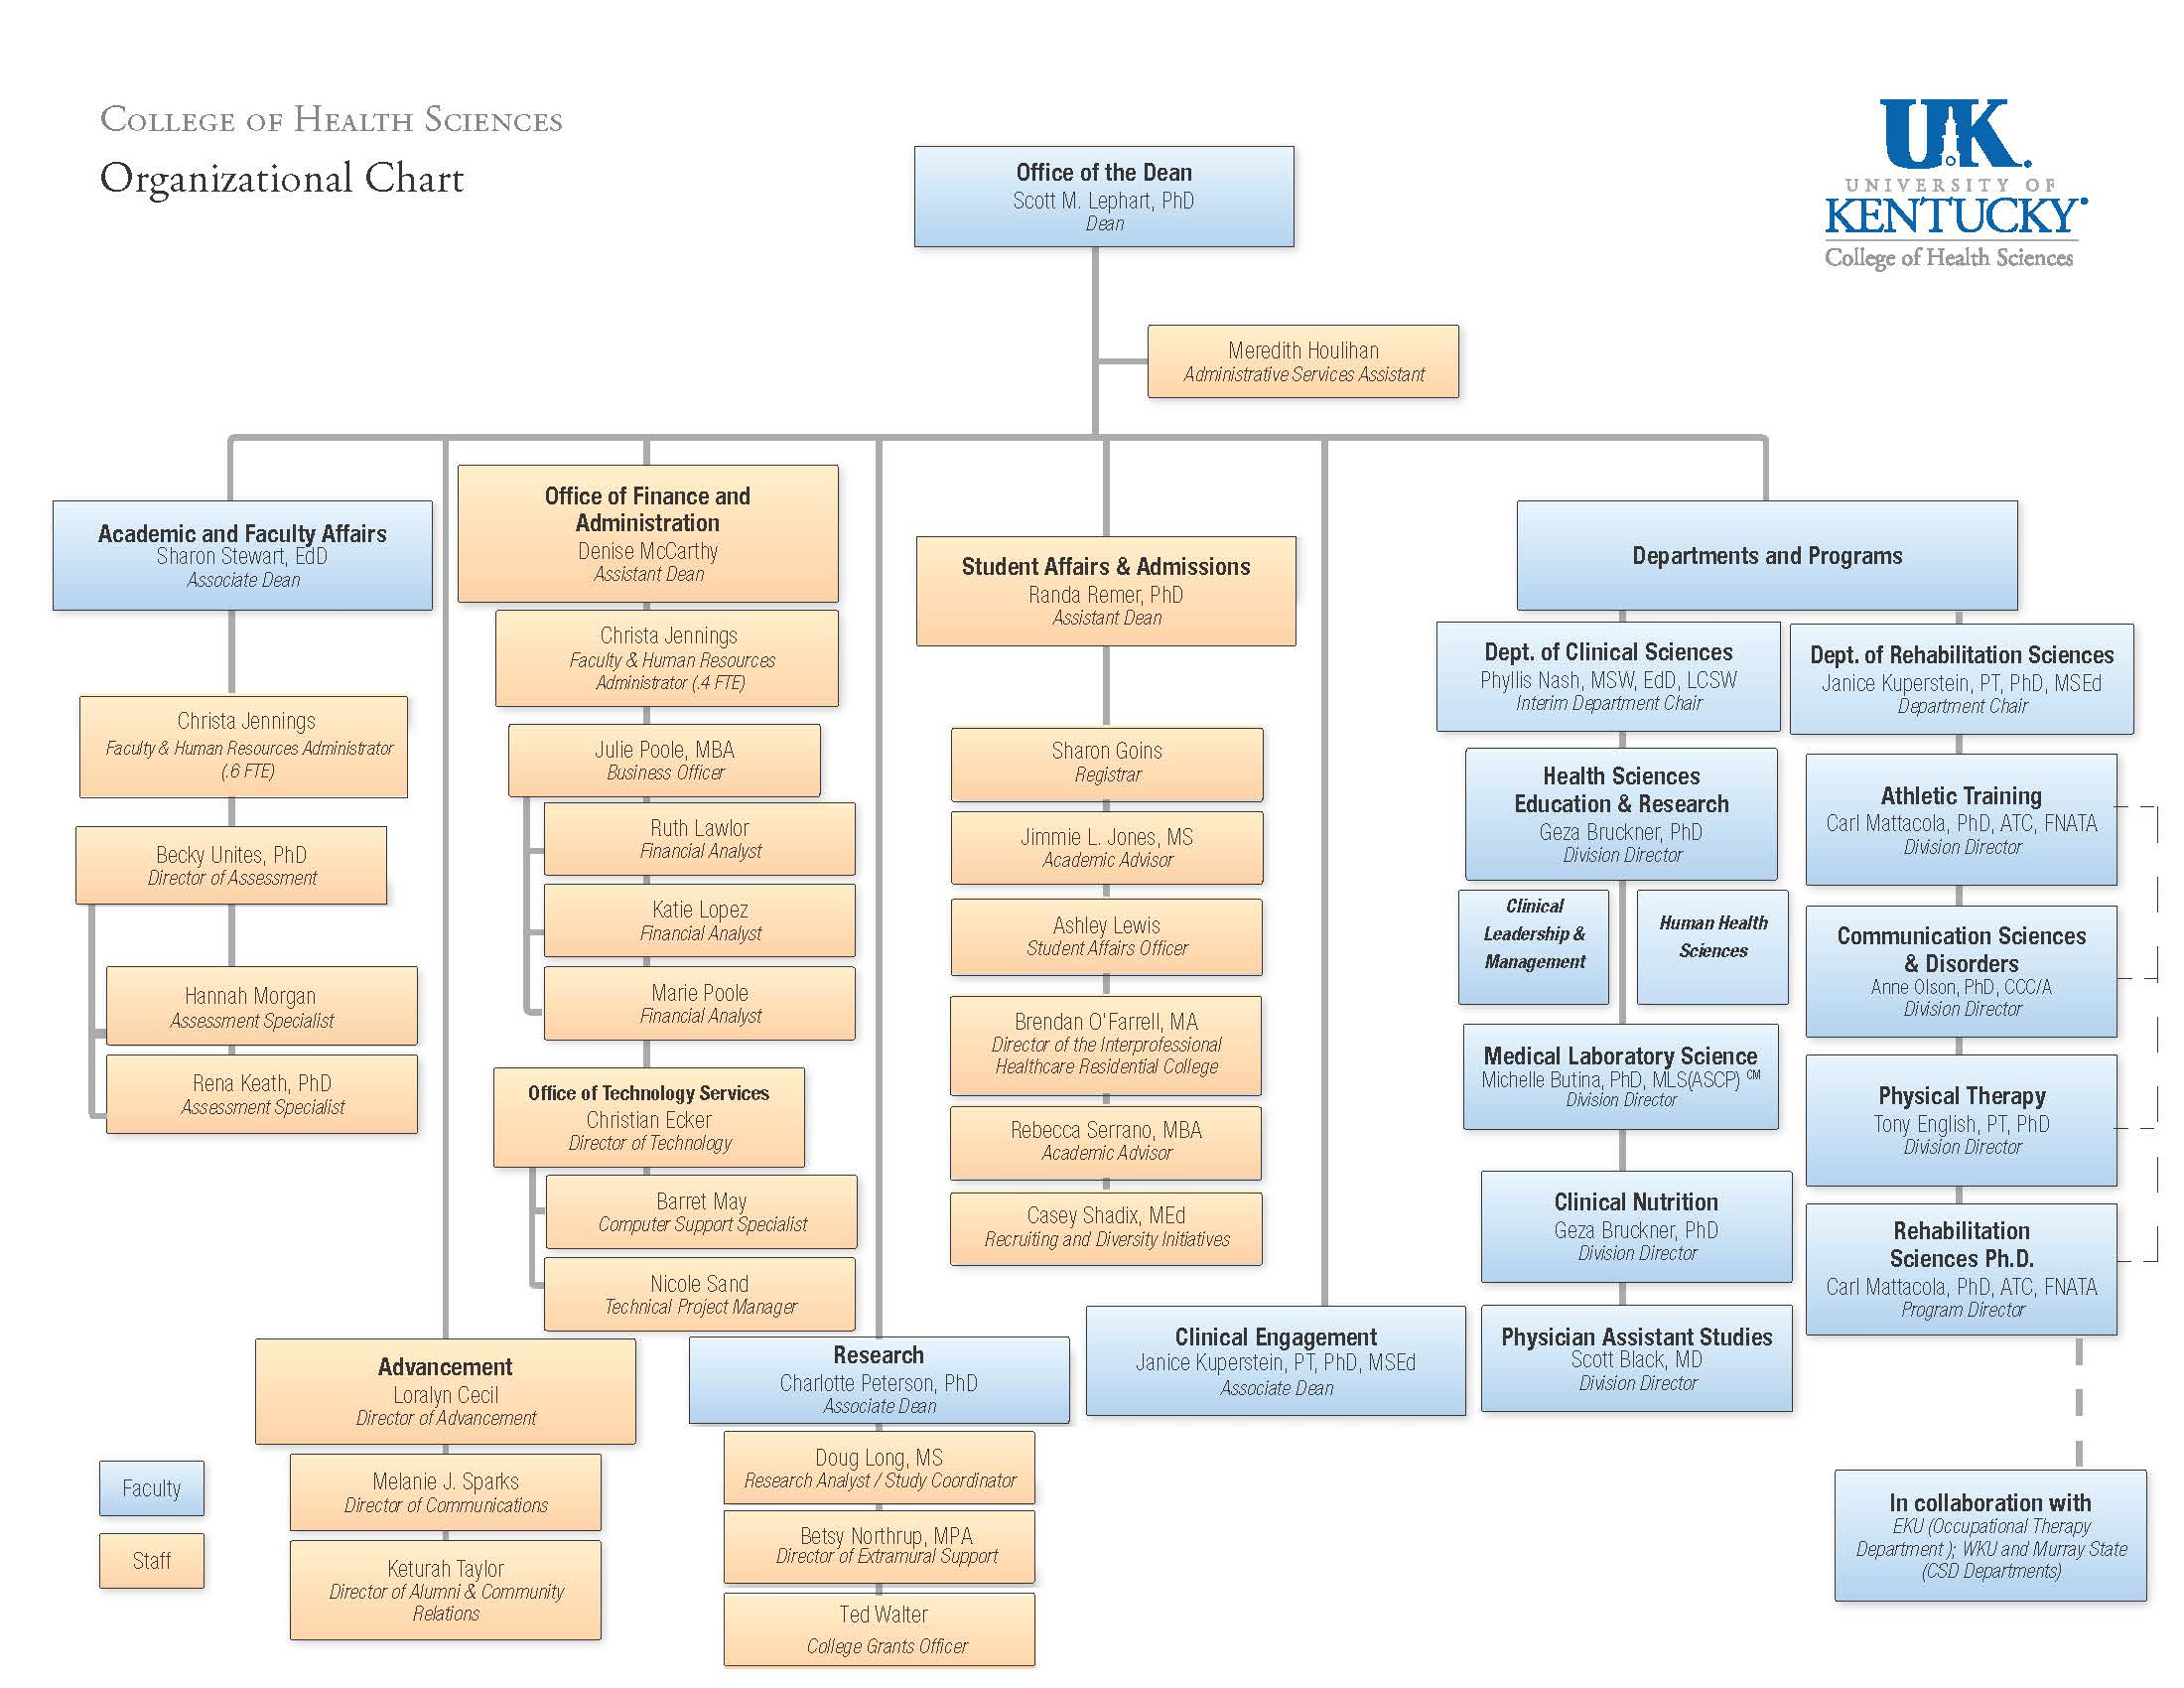 College of Health Sciences
Organizational Chart
UK
UNIVERSITY OF
KENTUCKY®
College of Health Sciences
Office of the Dean
Scott M. Lephart, PhD
Dean
Meredith Houlihan
Administrative Services Assistant
Academic and Faculty Affairs
Sharon Stewart, EdD
Associate Dean
Christa Jennings
Faculty & Human Resources Administrator
(.6 FTE)
Becky Unites, PhD
Director of Assessment
Hannah Morgan
Assessment Specialist
Rena Keath, PhD
Assessment Specialist
Advancement
Loralyn Cecil
Director of Advancement
Melanie J. Sparks
Director of Communications
Keturah Taylor
Director of Alumni & Community
Relations
Office of Finance and
Administration
Denise McCarthy
Assistant Dean
Christa Jennings
Faculty & Human Resources
Administrator (.4 FTE)
Julie Poole, MBA
Business Officer
Ruth Lawlor
Financial Analyst
Katie Lopez
Financial Analyst
Marie Poole
Financial Analyst
Office of Technology Services
Christian Ecker
Director of Technology
Barret May
Computer Support Specialist
Nicole Sand
Technical Project Manager
Research
Charlotte Peterson, PhD
Associate Dean
Doug Long, MS
Research Analyst / Study Coordinator
Betsy Northrup, MPA
Director of Extramural Support
Ted Walter
College Grants Officer
Student Affairs & Admissions
Randa Remer, PhD
Assistant Dean
Sharon Goins
Registrar
Jimmie L. Jones, MS
Academic Advisor
Ashley Lewis
Student Affairs Officer
Brendan O'Farrell, MA
Director of the Interprofessional
Healthcare Residential College
Rebecca Serrano, MBA
Academic Advisor
Casey Shadix, MEd
Recruiting and Diversity Initiatives
Clinical Engagement
Janice Kuperstein, PT, PhD, MSEd
Associate Dean
Departments and Programs
Dept. of Clinical Sciences
Phyllis Nash, MSW, EdD, LCSW
Interim Department Chair
Health Sciences
Education & Research
Geza Bruckner, PhD
Division Director
Clinical
Leadership &
Management
Human Health
Sciences
Medical Laboratory Science
Michelle Butina, PhD, MLS(ASCP) CM
Division Director
Clinical Nutrition
Geza Bruckner, PhD
Division Director
Physician Assistant Studies
Scott Black, MD
Division Director
Dept. of Rehabilitation Sciences
Janice Kuperstein, PT, PhD, MSEd
Department Chair
Athletic Training
Carl Mattacola, PhD, ATC, FNATA
Division Director
Communication Sciences
& Disorders
Anne Olson, PhD, CCC/A
Division Director
Physical Therapy
Tony English, PT, PhD
Division Director
Rehabilitation
Sciences Ph.D.
Carl Mattacola, PhD, ATC, FNATA
Program Director
In collaboration with
EKU (Occupational Therapy
Department ); WKU and Murray State
(CSD Departments)
Faculty
Staff